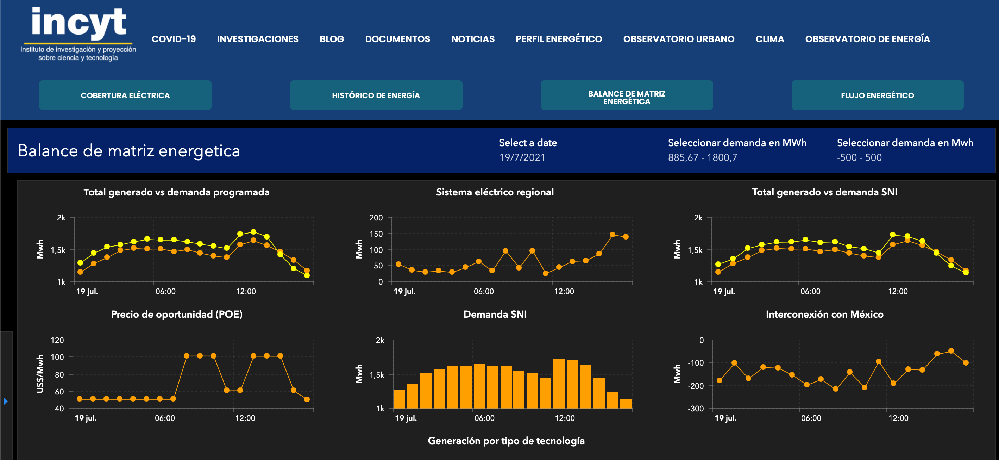 incyt
Instituto de investigación y proyección
sobre ciencia y tecnología
COVID-19
INVESTIGACIONES
BLOG
DOCUMENTOS
NOTICIAS
PERFIL ENERGÉTICO
OBSERVATORIO URBANO
CLIMA
OBSERVATORIO DE ENERGÍA
COBERTURA ELÉCTRICA
HISTÓRICO DE ENERGÍA
BALANCE DE MATRIZ
ENERGÉTICA
FLUJO ENERGÉTICO
Balance de matriz energetica
Select a date
19/7/2021
Seleccionar demanda en MWh
885,67 - 1800,7
Seleccionar demanda en Mwh
-500 - 500
Total generado vs demanda programada
Mwh
2k
1,5k
1k
19 jul.
06:00
12:00
Sistema eléctrico regional
Mwh
200
150
100
50
0
19 jul.
06:00
12:00
Total generado vs demanda SNI
Mwh
2k
1,5k
1k
19 jul.
06:00
12:00
Precio de oportunidad (POE)
US$/Mwh
120
100
80
60
40
19 jul.
06:00
12:00
Demanda SNI
Mwh
2k
1,5k
1k
19 jul.
06:00
12:00
Interconexión con México
Mwh
0
-100
-200
-300
19 jul.
06:00
12:00
Generación por tipo de tecnología